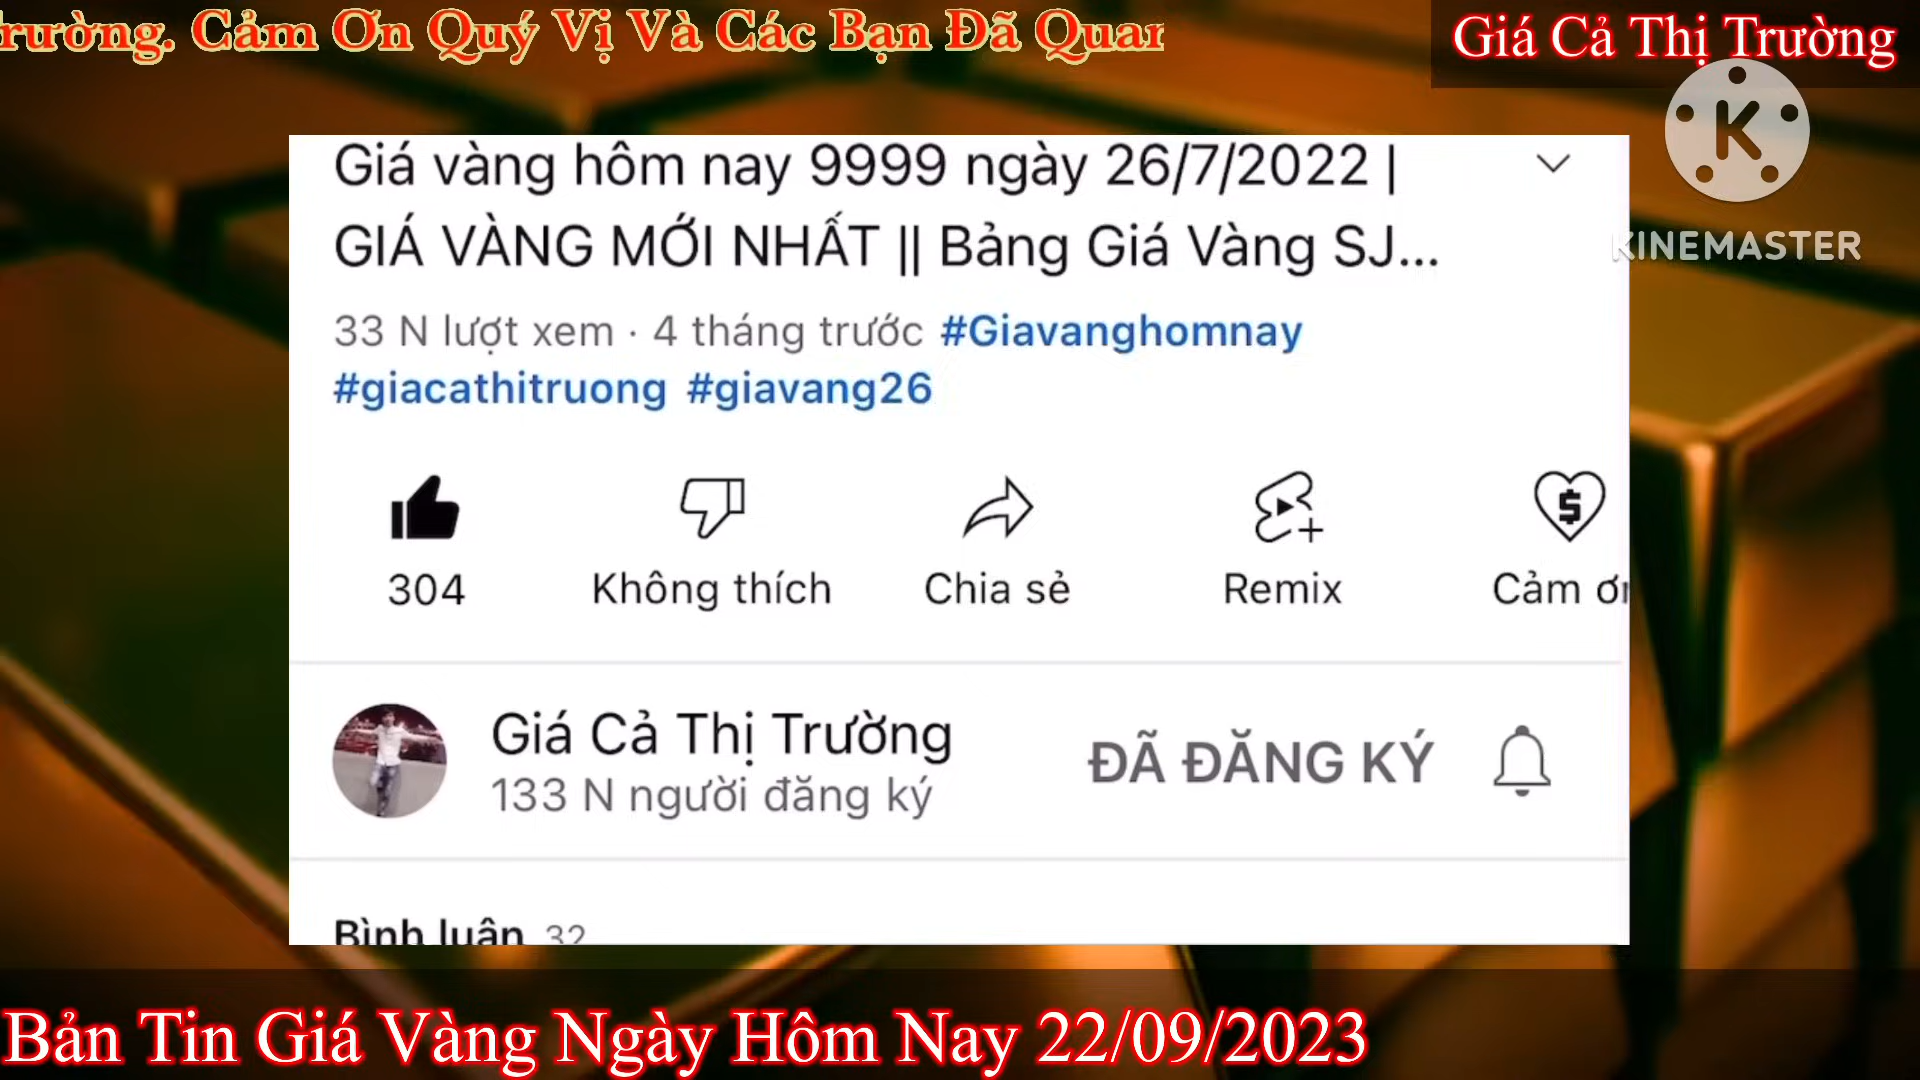 rường. Cảm Ơn Quý Vị Và Các Bạn Đã Quan
Giá Cả Thị Trường
KINEMASTER
Giá vàng hôm nay 9999 ngày 26/7/2022 |
GIÁ VÀNG MỚI NHẤT || Bảng Giá Vàng SJ...
33 N lượt xem · 4 tháng trước #Giavanghomnay
#giacathitruong #giavang26
304
Không thích
Chia sẻ
Remix
Cảm ơn
Giá Cả Thị Trường
133 N người đăng ký
ĐÃ ĐĂNG KÝ
Bình luận 32
Bản Tin Giá Vàng Ngày Hôm Nay 22/09/2023